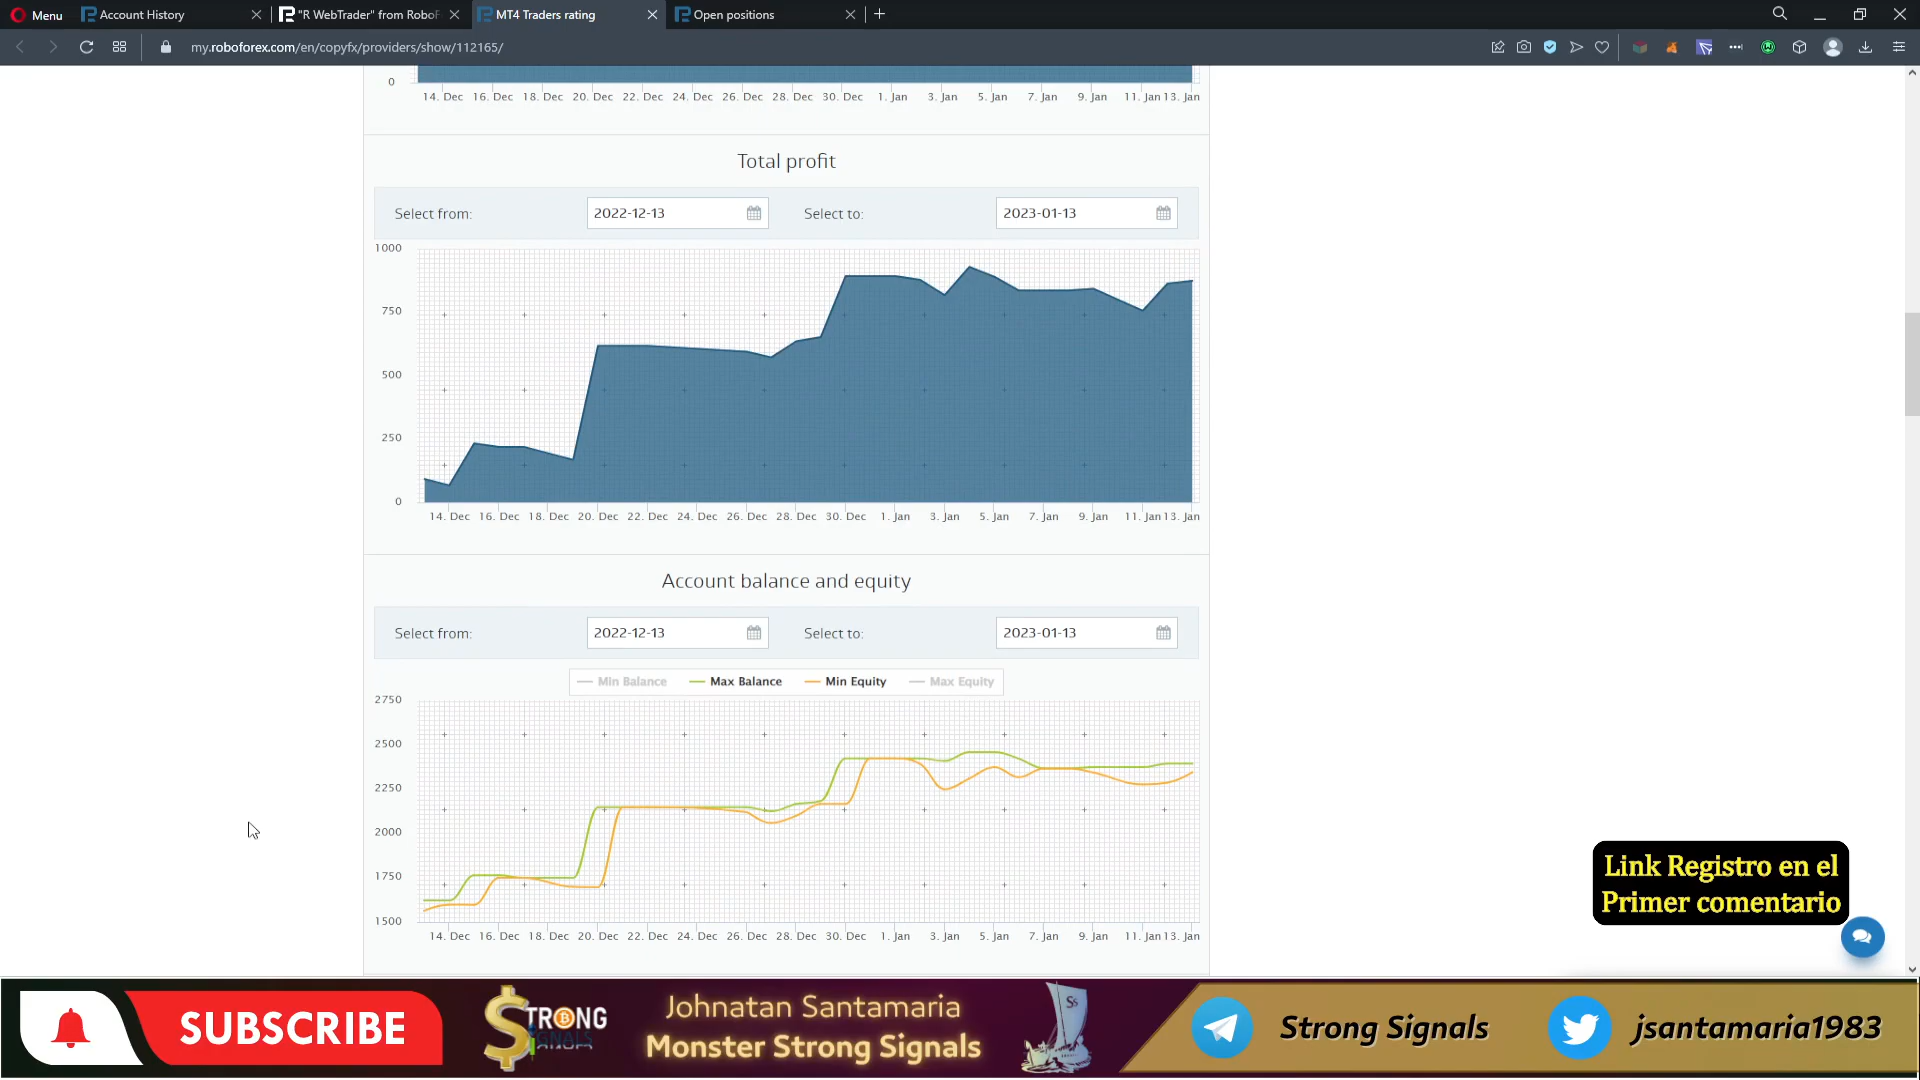 Menu
Account History
"R WebTrader" from RoboF
MT4 Traders rating
Open positions
my.roboforex.com/en/copyfx/providers/show/112165/
0
14. Dec 16. Dec 18. Dec 20. Dec 22. Dec 24. Dec 26. Dec 28. Dec 30. Dec 1. Jan 3. Jan 5. Jan 7. Jan 9. Jan 11. Jan 13. Jan
Total profit
Select from: 2022-12-13 Select to: 2023-01-13
1000
750
500
250
0
14. Dec 16. Dec 18. Dec 20. Dec 22. Dec 24. Dec 26. Dec 28. Dec 30. Dec 1. Jan 3. Jan 5. Jan 7. Jan 9. Jan 11. Jan 13. Jan
Account balance and equity
Select from: 2022-12-13 Select to: 2023-01-13
Min Balance Max Balance Min Equity Max Equity
2750
2500
2250
2000
1750
1500
14. Dec 16. Dec 18. Dec 20. Dec 22. Dec 24. Dec 26. Dec 28. Dec 30. Dec 1. Jan 3. Jan 5. Jan 7. Jan 9. Jan 11. Jan 13. Jan
Link Registro en el
Primer comentario
SUBSCRIBE
STRONG
Johnatan Santamaria
Monster Strong Signals
Ss
Strong Signals
jsantamaria1983